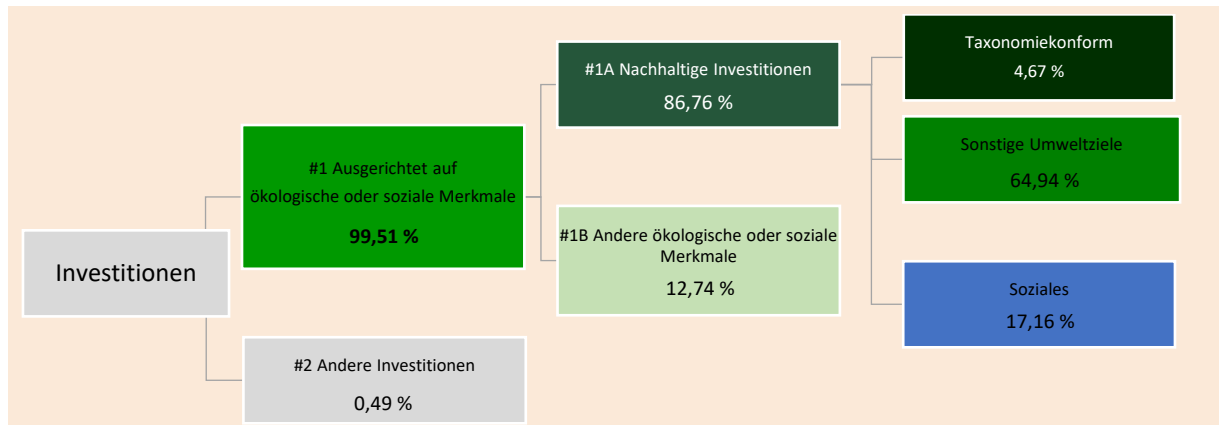 Investitionen
#1 Ausgerichtet auf
ökologische oder soziale Merkmale
99,51 %
#2 Andere Investitionen
0,49 %
#1A Nachhaltige Investitionen
86,76 %
#1B Andere ökologische oder soziale
Merkmale
12,74 %
Taxonomiekonform
4,67 %
Sonstige Umweltziele
64,94 %
Soziales
17,16 %